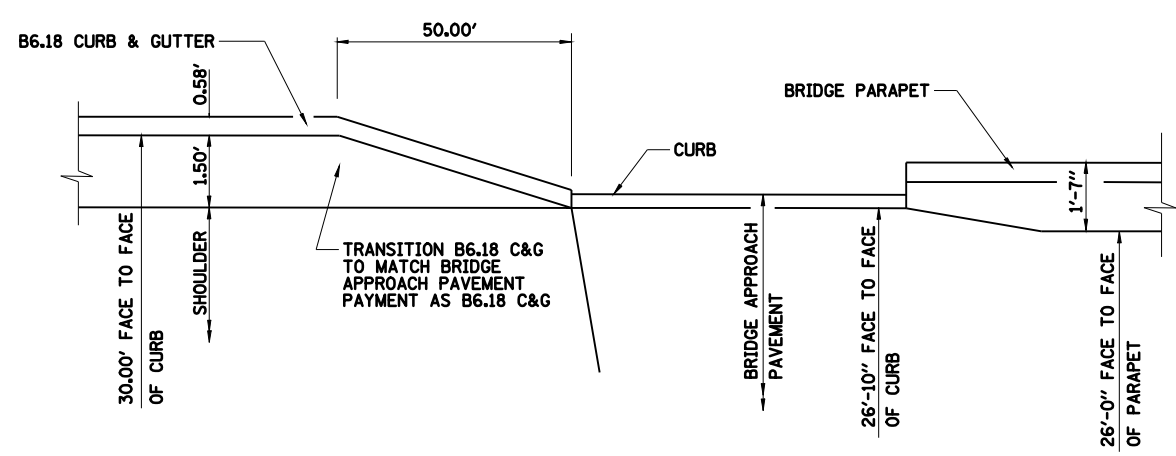 50.00'
B6.18 CURB & GUTTER
0.58'
BRIDGE PARAPET
CURB
1.50'
1'-7"
TRANSITION B6.18 C&G
TO MATCH BRIDGE
APPROACH PAVEMENT
PAYMENT AS B6.18 C&G
30.00' FACE TO FACE
OF CURB
SHOULDER
BRIDGE APPROACH
PAVEMENT
26'-10" FACE TO FACE
OF CURB
26'-0" FACE TO FACE
OF PARAPET